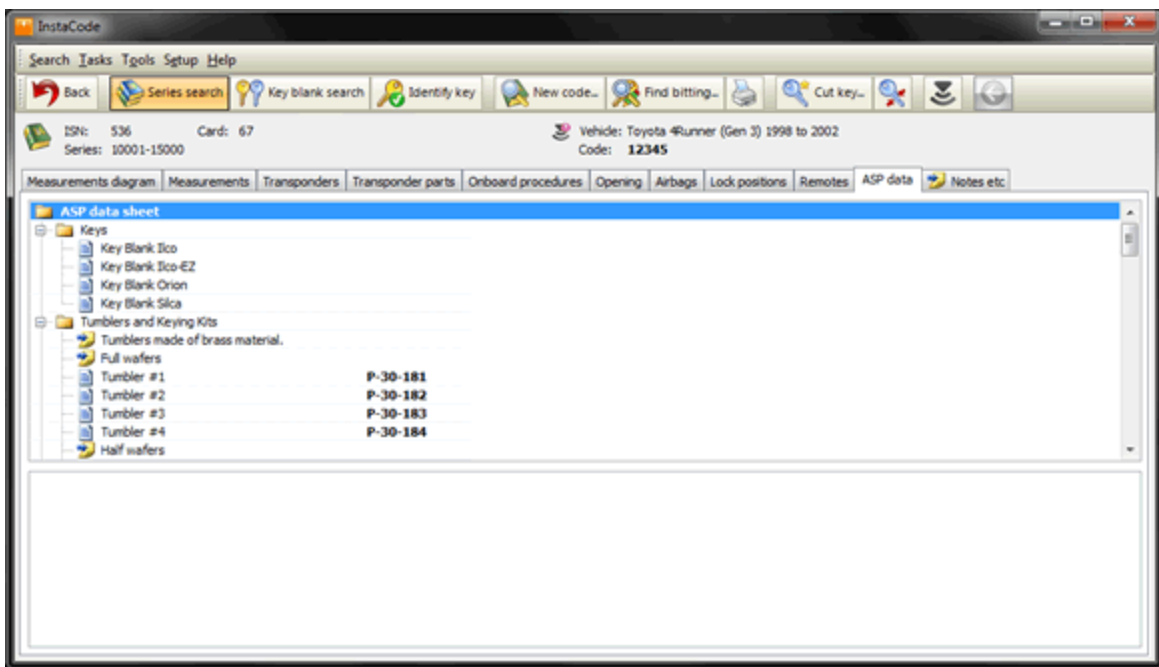 InstaCode
Search Tasks Tools Setup Help
Back Series search Key blank search Identify key New code... Find bitting... Cut key...
ISN: 536 Card: 67 Vehicle: Toyota 4Runner (Gen 3) 1998 to 2002
Series: 10001-15000 Code: 12345
Measurements diagram Measurements Transponders Transponder parts Onboard procedures Opening Airbags Lock positions Remotes ASP data Notes etc
ASP data sheet
Keys
Key Blank Ilco
Key Blank Ilco-EZ
Key Blank Orion
Key Blank Silca
Tumblers and Keying Kits
Tumblers made of brass material.
Full wafers
Tumbler #1 P-30-181
Tumbler #2 P-30-182
Tumbler #3 P-30-183
Tumbler #4 P-30-184
Half wafers